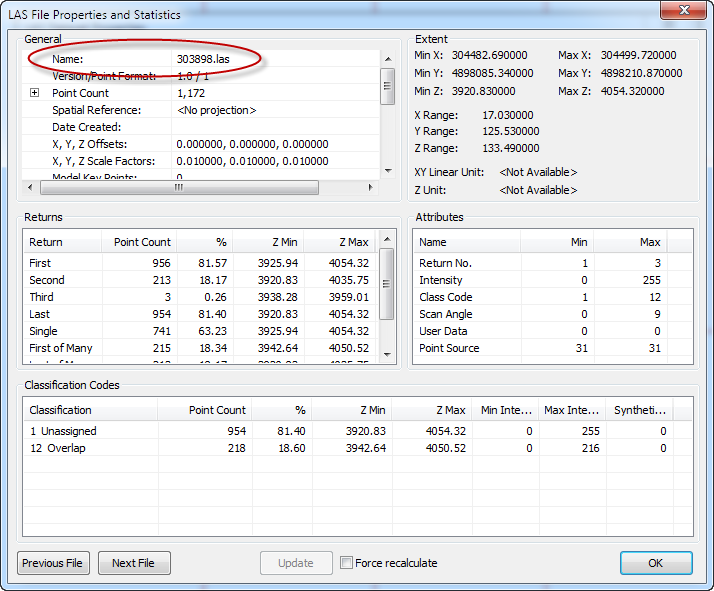 LAS File Properties and Statistics
General
Name: 303898.las
Version/Point Format: 1.0 / 1
Point Count 1,172
Spatial Reference: <No projection>
Date Created:
X, Y, Z Offsets: 0.000000, 0.000000, 0.000000
X, Y, Z Scale Factors: 0.010000, 0.010000, 0.010000
Model Key Points: 0
Extent
Min X: 304482.690000 Max X: 304499.720000
Min Y: 4898085.340000 Max Y: 4898210.870000
Min Z: 3920.830000 Max Z: 4054.320000
X Range: 17.030000
Y Range: 125.530000
Z Range: 133.490000
XY Linear Unit: <Not Available>
Z Unit: <Not Available>
Returns
Return Point Count % Z Min Z Max
First 956 81.57 3925.94 4054.32
Second 213 18.17 3920.83 4035.75
Third 3 0.26 3938.28 3959.01
Last 954 81.40 3920.83 4054.32
Single 741 63.23 3925.94 4054.32
First of Many 215 18.34 3942.64 4050.52
Attributes
Name Min Max
Return No. 1 3
Intensity 0 255
Class Code 1 12
Scan Angle 0 9
User Data 0 0
Point Source 31 31
Classification Codes
Classification Point Count % Z Min Z Max Min Inte... Max Inte... Syntheti...
1 Unassigned 954 81.40 3920.83 4054.32 0 255 0
12 Overlap 218 18.60 3942.64 4050.52 0 216 0
Previous File Next File Update Force recalculate OK